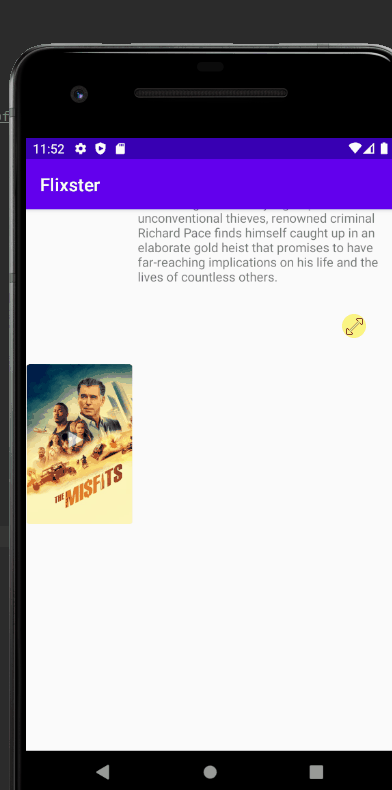 11:52
Flixster
unconventional thieves, renowned criminal
Richard Pace finds himself caught up in an
elaborate gold heist that promises to have
far-reaching implications on his life and the
lives of countless others.
THE MISFITS